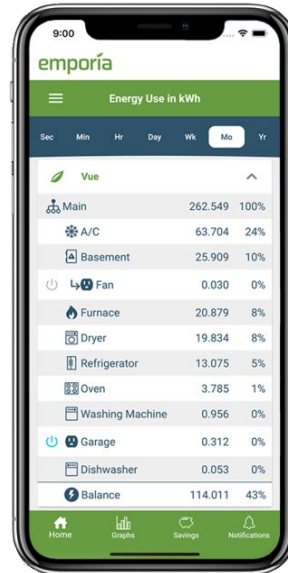 9:00
emporia
Energy Use in kWh
Sec Min Hr Day Wk Mo Yr
Vue
Main 262.549 100%
A/C 63.704 24%
Basement 25.909 10%
Fan 0.030 0%
Furnace 20.879 8%
Dryer 19.834 8%
Refrigerator 13.075 5%
Oven 3.785 1%
Washing Machine 0.956 0%
Garage 0.312 0%
Dishwasher 0.053 0%
Balance 114.011 43%
Home Graphs Savings Notifications